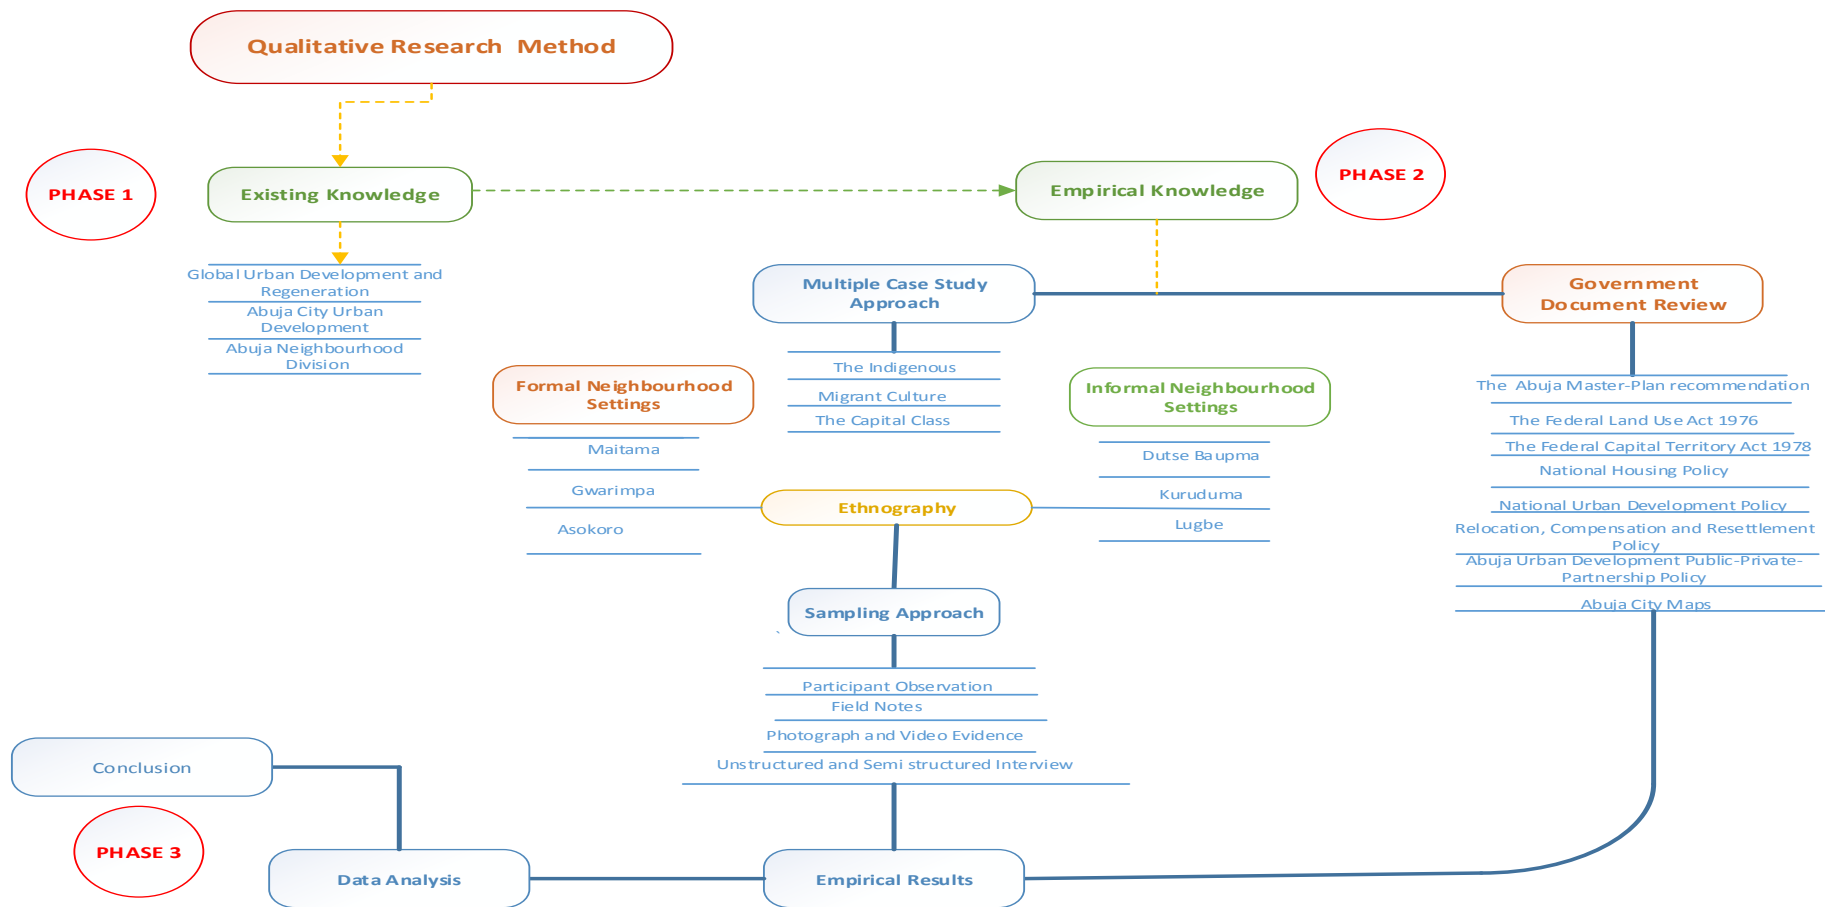 Qualitative Research Method
PHASE 1
Existing Knowledge
Empirical Knowledge
PHASE 2
Global Urban Development and
Regeneration
Abuja City Urban
Development
Abuja Neighbourhood
Division
Multiple Case Study
Approach
The Indigenous
Migrant Culture
The Capital Class
Government
Document Review
The Abuja Master-Plan recommendation
The Federal Land Use Act 1976
The Federal Capital Territory Act 1978
National Housing Policy
National Urban Development Policy
Relocation, Compensation and Resettlement
Policy
Abuja Urban Development Public-Private-
Partnership Policy
Abuja City Maps
Formal Neighbourhood
Settings
Maitama
Gwarimpa
Asokoro
Informal Neighbourhood
Settings
Dutse Baupma
Kuruduma
Lugbe
Ethnography
Sampling Approach
`
Participant Observation
Field Notes
Photograph and Video Evidence
Unstructured and Semi structured Interview
Conclusion
PHASE 3
Data Analysis
Empirical Results